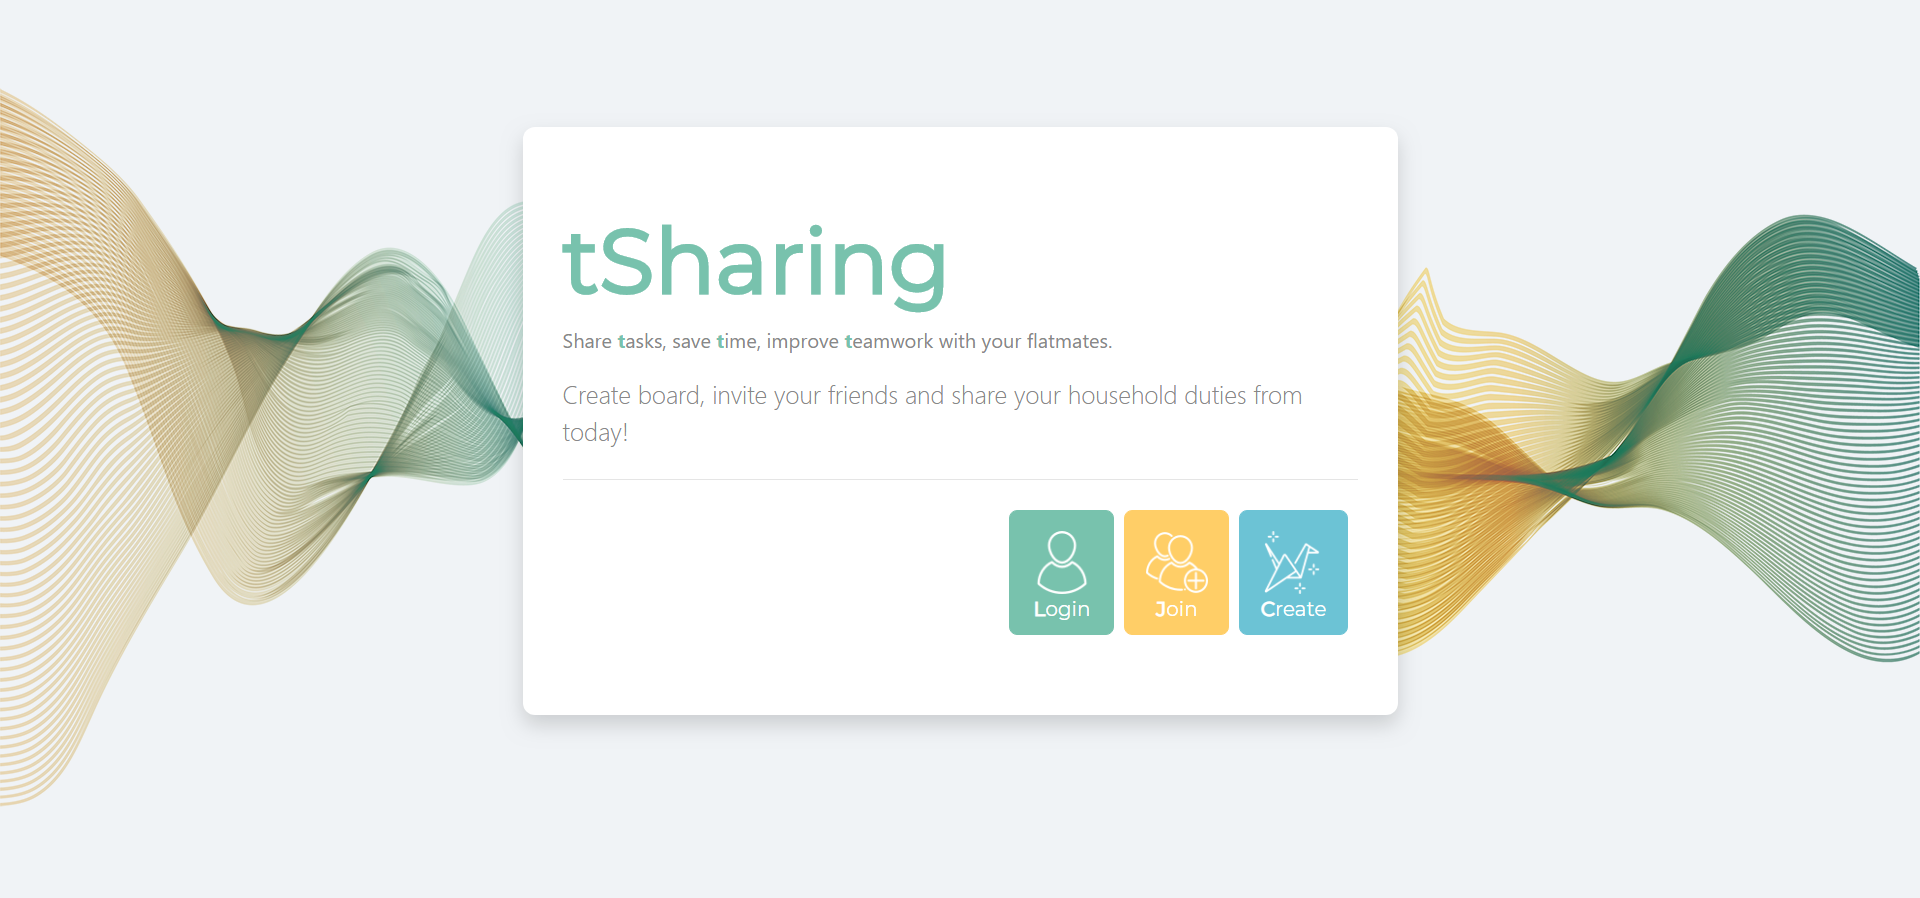 tSharing
Share tasks, save time, improve teamwork with your flatmates.
Create board, invite your friends and share your household duties from
today!
Login
Join
Create